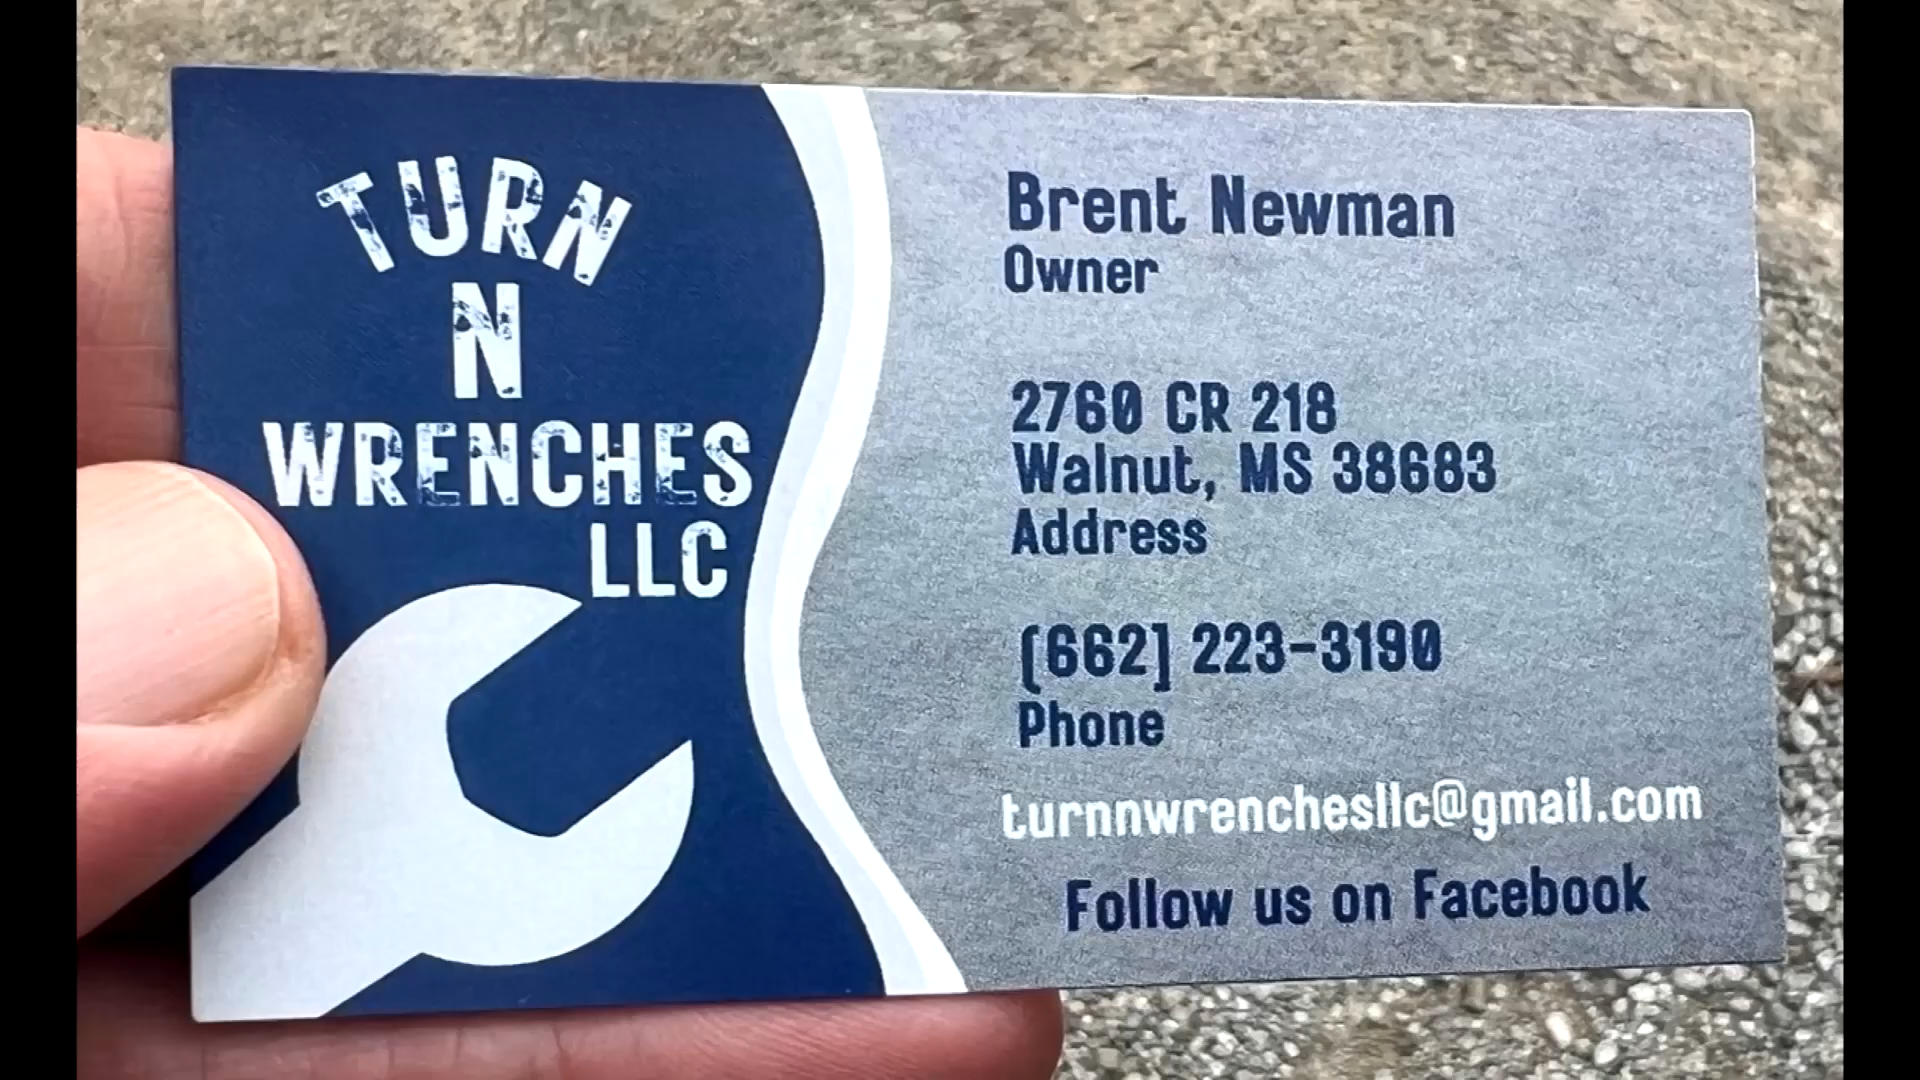 TURN
N
WRENCHES
LLC
Brent Newman
Owner
2760 CR 218
Walnut, MS 38683
Address
(662) 223-3190
Phone
turnnwrenchesllc@gmail.com
Follow us on Facebook